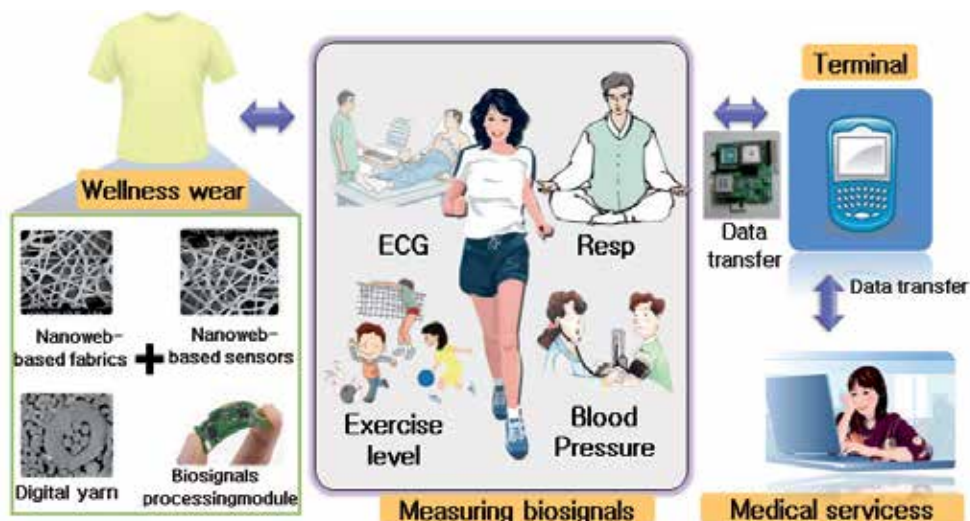 Wellness wear
Nanoweb-
based fabrics
Nanoweb-
based sensors
Digital yarn
Biosignals
processingmodule
ECG
Resp
Exercise
level
Blood
Pressure
Measuring biosignals
Terminal
Data
transfer
Data transfer
Medical servicess